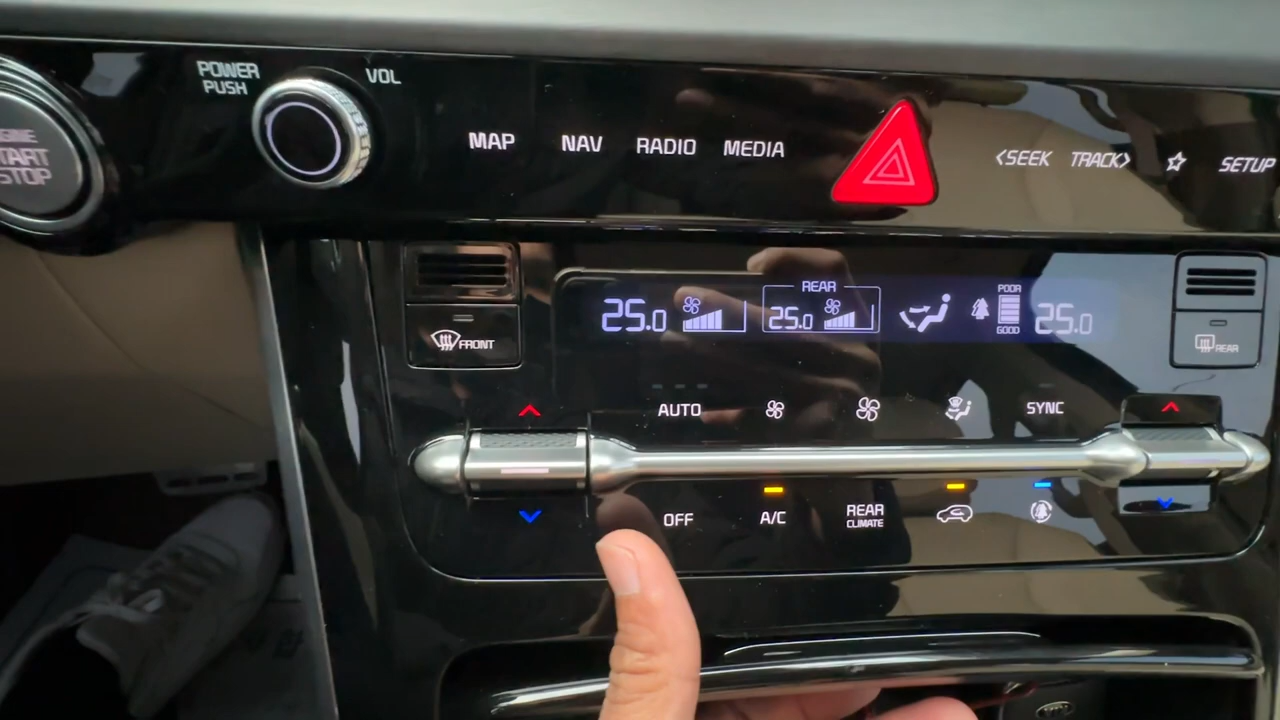 POWER
PUSH
VOL
START
STOP
MAP NAV RADIO MEDIA
<SEEK TRACK> SETUP
FRONT
25.0
REAR
25.0
POOR
GOOD
25.0
REAR
AUTO SYNC
OFF A/C
REAR
CLIMATE